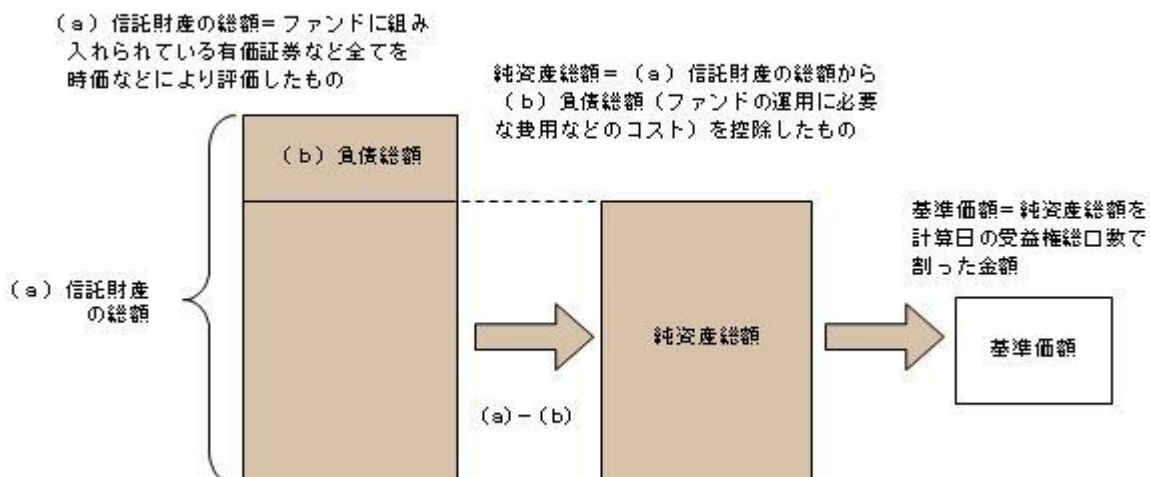 (a) 信託財産の総額=ファンドに組み
入れられている有価証券など全てを
時価などにより評価したもの
純資産総額= (a) 信託財産の総額から
(b) 負債総額(ファンドの運用に必要
な費用などのコスト)を控除したもの
(b) 負債総額
基準価額=純資産総額を
計算日の受益権総口数で
割った金額
(a) 信託財産
の総額
純資産総額
基準価額
(a)-(b)